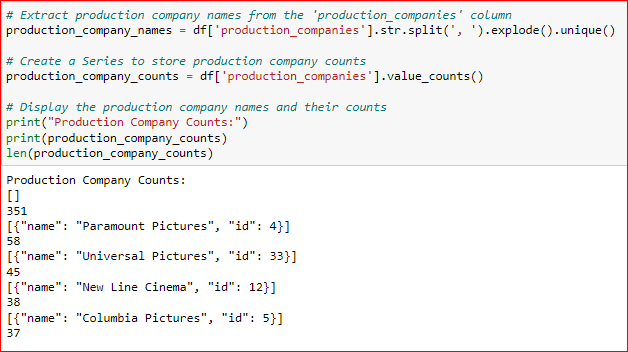 # Extract production company names from the 'production_companies' column
production_company_names = df['production_companies'].str.split(', ').explode().unique()
# Create a Series to store production company counts
production_company_counts = df['production_companies'].value_counts()
# Display the production company names and their counts
print("Production Company Counts:")
print(production_company_counts)
len(production_company_counts)
Production Company Counts:
[]
351
[{"name": "Paramount Pictures", "id": 4}]
58
[{"name": "Universal Pictures", "id": 33}]
45
[{"name": "New Line Cinema", "id": 12}]
38
[{"name": "Columbia Pictures", "id": 5}]
37